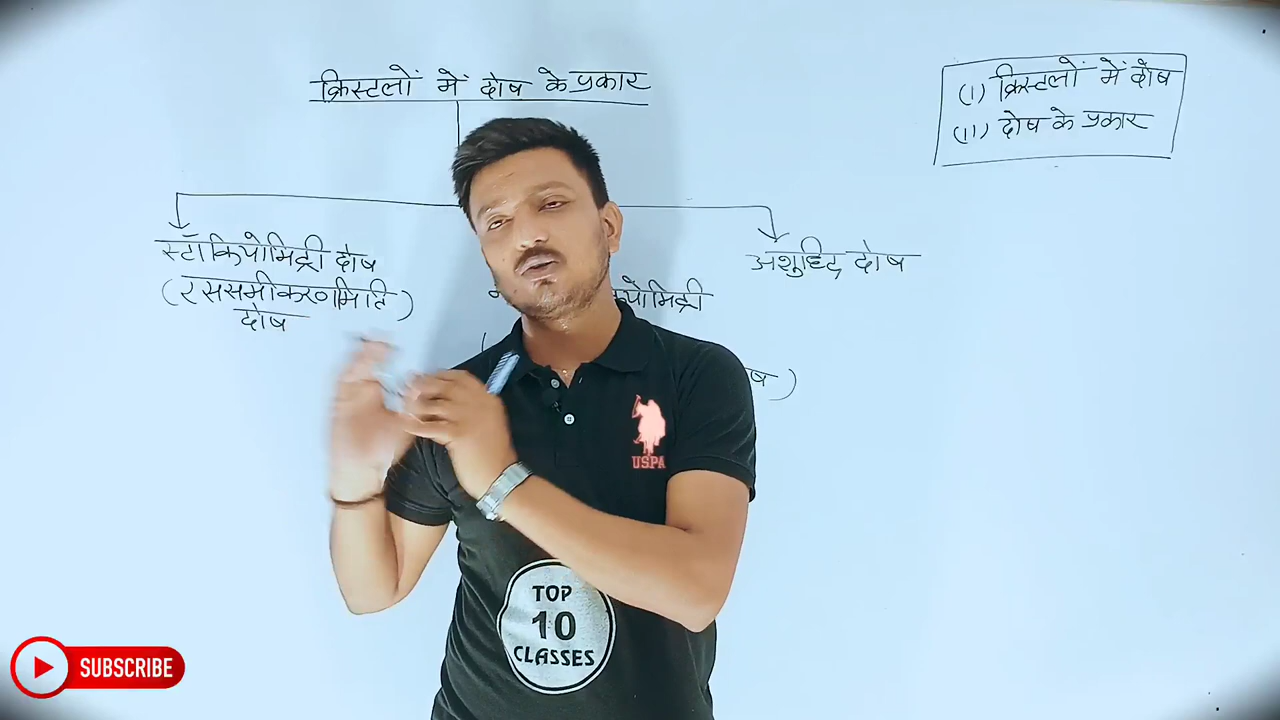 क्रिस्टलों में दोष के प्रकार
(i) क्रिस्टलों में दोष
(ii) दोष के प्रकार
स्टॉकियोमिट्री दोष
(रससमीकरणमिति)
दोष
अशुद्धि दोष
USPA
TOP
10
CLASSES
SUBSCRIBE